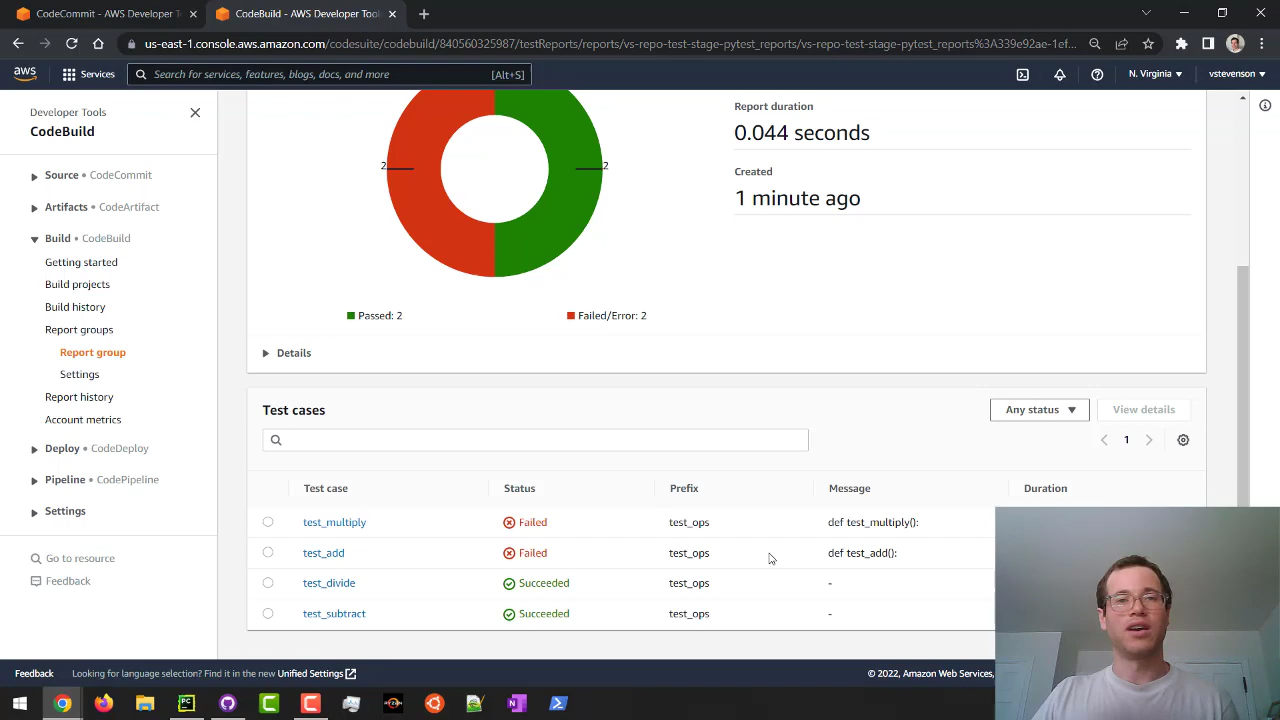 CodeCommit - AWS Developer T
CodeBuild - AWS Developer Tool
us-east-1.console.aws.amazon.com/codesuite/codebuild/840560325987/testReports/reports/vs-repo-test-stage-pytest_reports/vs-repo-test-stage-pytest_reports%3A339e92ae-1ef...
aws
Services
Search for services, features, blogs, docs, and more
[Alt+S]
N. Virginia
vstevenson
Developer Tools
CodeBuild
Source • CodeCommit
Artifacts • CodeArtifact
Build • CodeBuild
Getting started
Build projects
Build history
Report groups
Report group
Settings
Report history
Account metrics
Deploy • CodeDeploy
Pipeline • CodePipeline
Settings
Go to resource
Feedback
2
2
Passed: 2
Failed/Error: 2
Report duration
0.044 seconds
Created
1 minute ago
Details
Test cases
Any status
View details
1
Test case Status Prefix Message Duration
test_multiply Failed test_ops def test_multiply():
test_add Failed test_ops def test_add():
test_divide Succeeded test_ops -
test_subtract Succeeded test_ops -
Feedback
Looking for language selection? Find it in the new Unified Settings
© 2022, Amazon Web Services,
PC
RYZEN
N